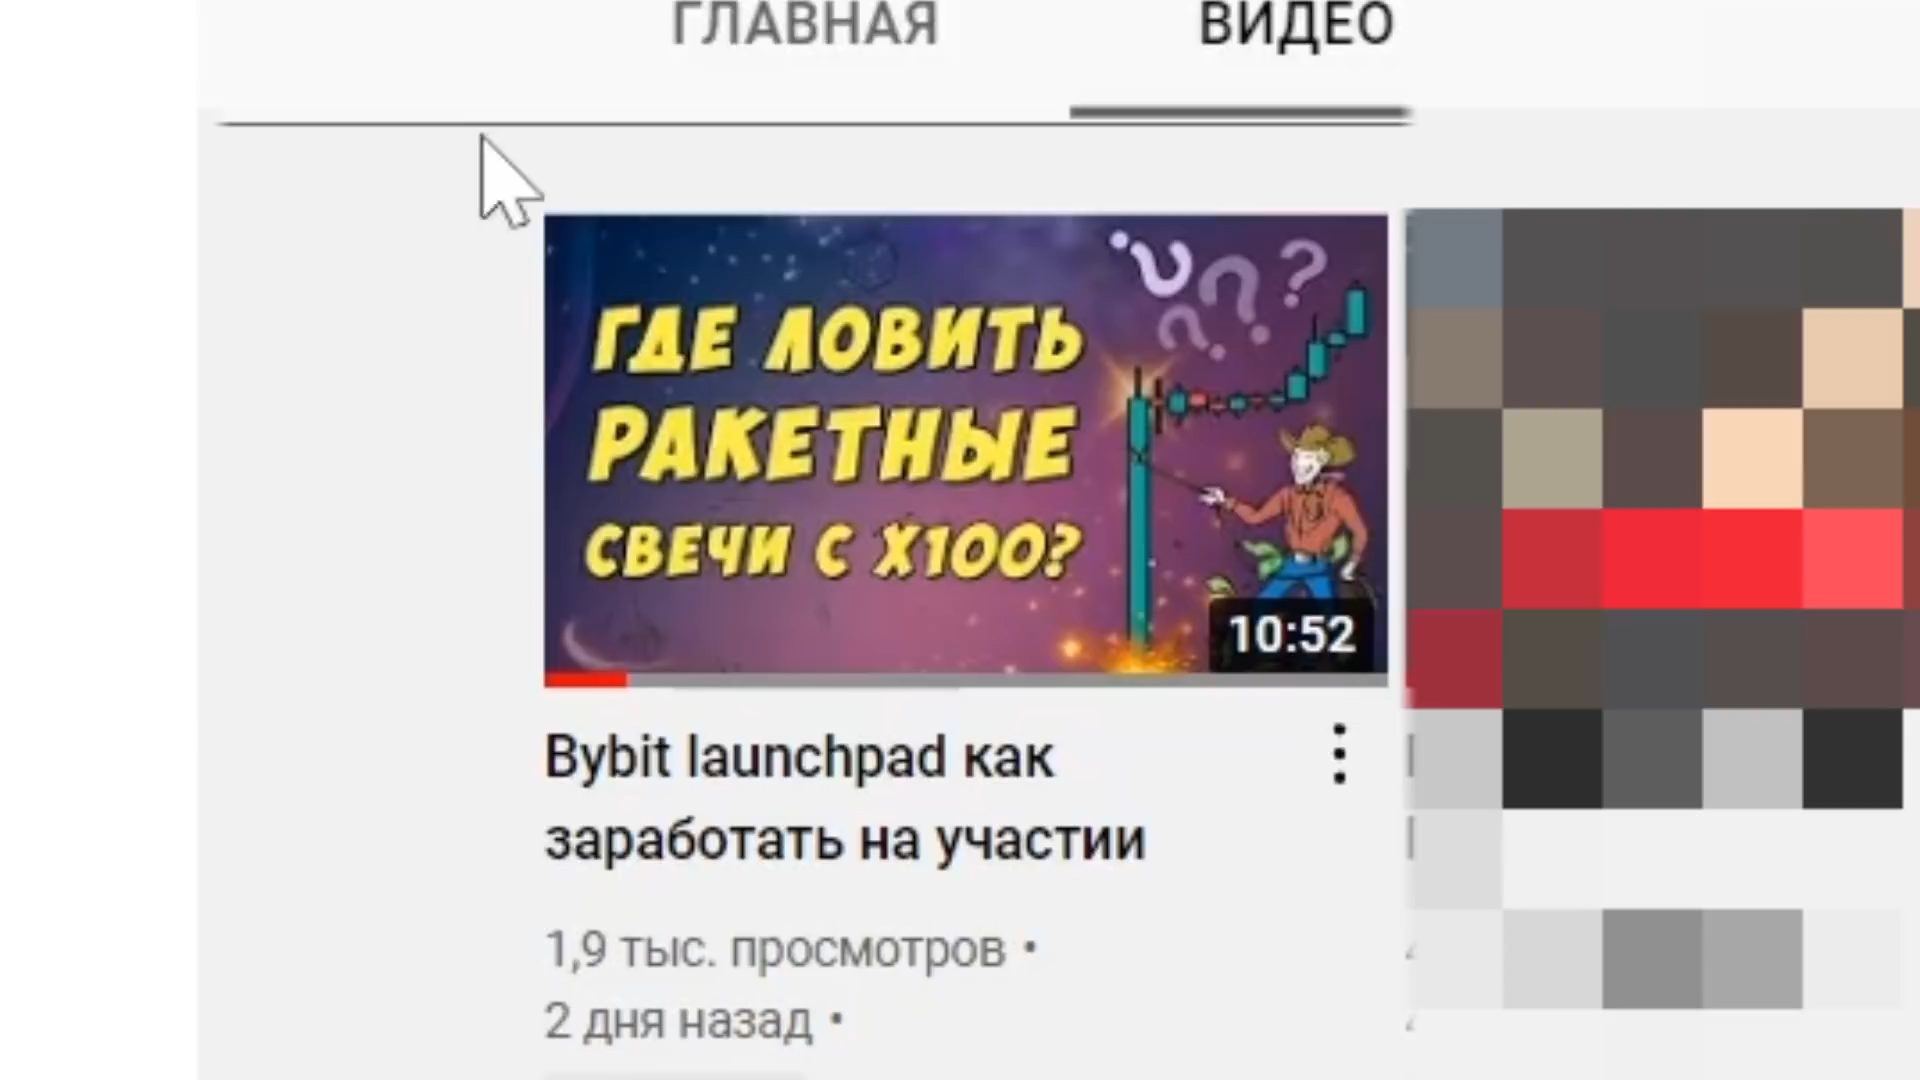 ГЛАВНАЯ
ВИДЕО
ГДЕ ЛОВИТЬ
РАКЕТНЫЕ
СВЕЧИ С Х100?
10:52
Bybit launchpad как
заработать на участии
1,9 тыс. просмотров •
2 дня назад •